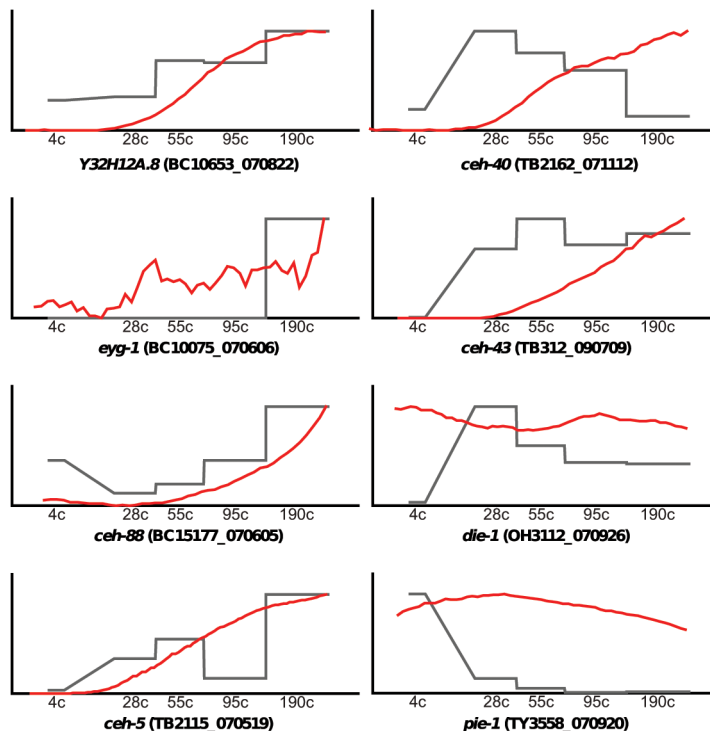 4c 28c 55c 95c 190c
Y32H12A.8 (BC10653_070822)
4c 28c 55c 95c 190c
ceh-40 (TB2162_071112)
4c 28c 55c 95c 190c
eyg-1 (BC10075_070606)
4c 28c 55c 95c 190c
ceh-43 (TB312_090709)
4c 28c 55c 95c 190c
ceh-88 (BC15177_070605)
4c 28c 55c 95c 190c
die-1 (OH3112_070926)
4c 28c 55c 95c 190c
ceh-5 (TB2115_070519)
4c 28c 55c 95c 190c
pie-1 (TY3558_070920)